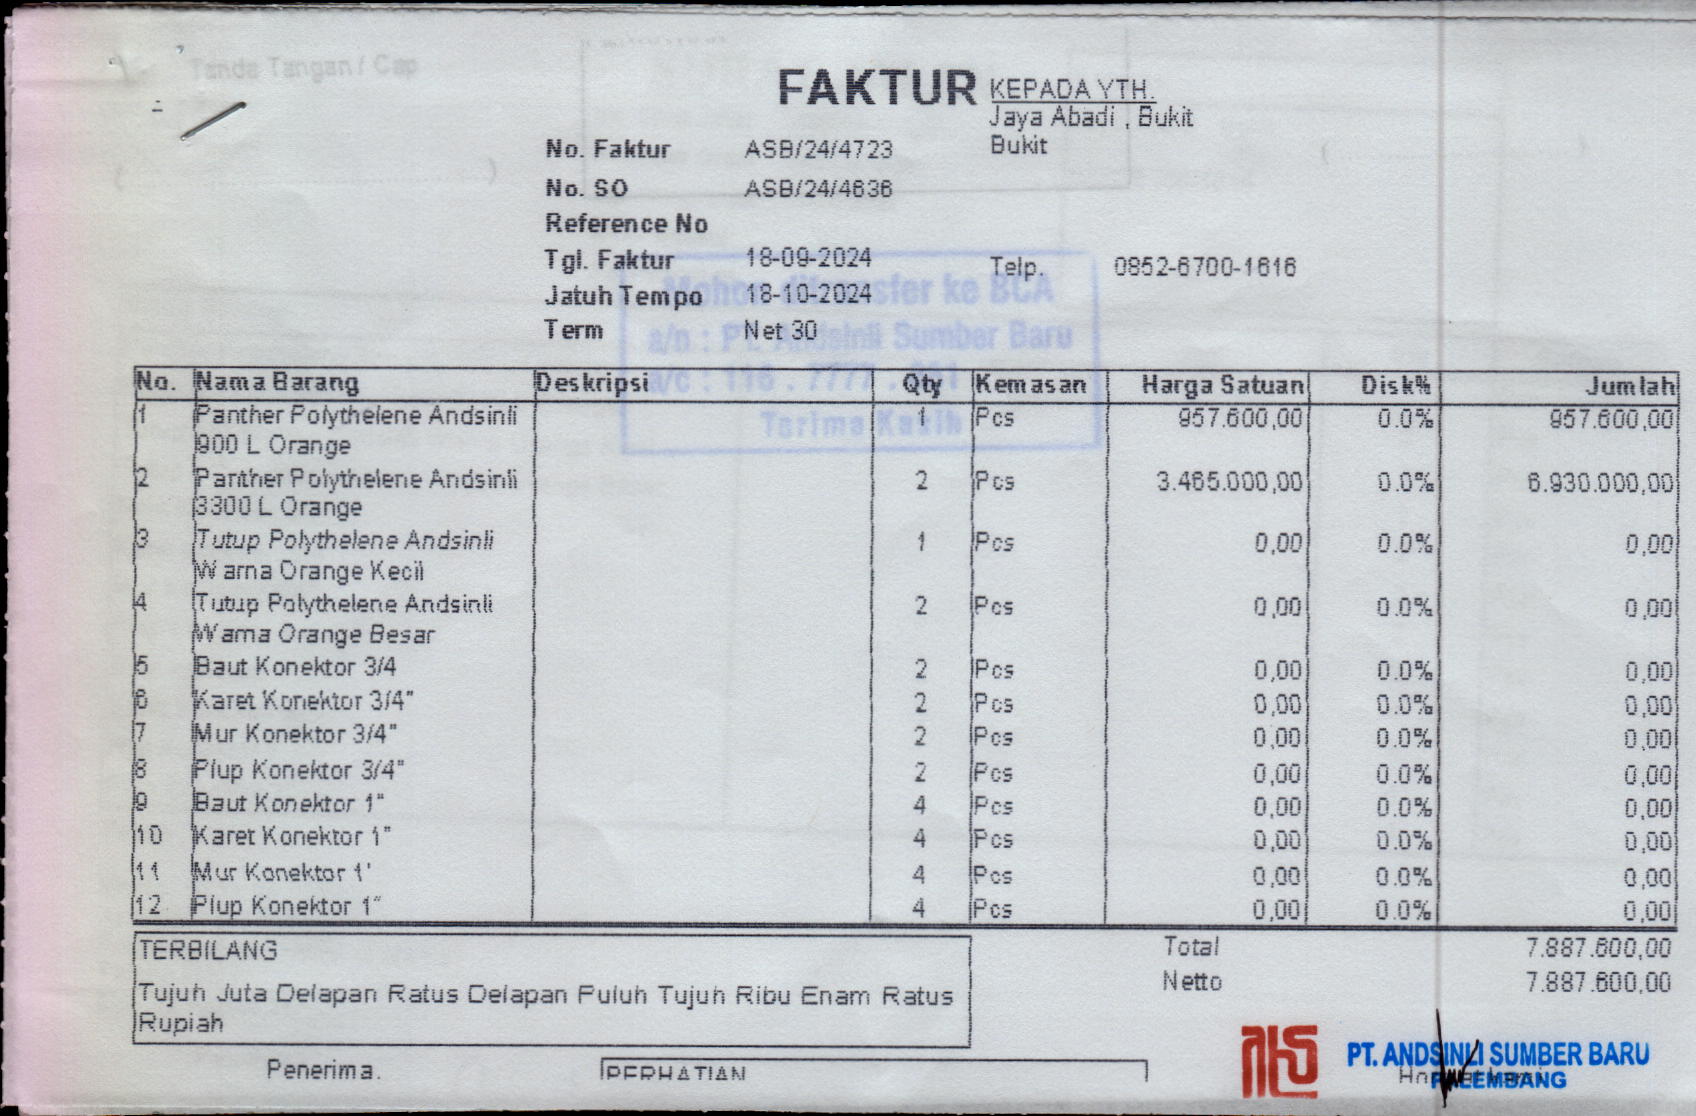 Tanda Tangan / Cap
FAKTUR
KEPADA YTH.
Jaya Abadi , Bukit
Bukit
No. Faktur ASB/24/4723
No. SO ASB/24/4636
Reference No
Tgl. Faktur 18-09-2024
Telp. 0852-6700-1616
Jatuh Tempo 18-10-2024
Term Net 30
Mohon ditransfer ke BCA
a/n : PT. Andsinli Sumber Baru
a/c : 116 . 7777 .
Terima Kasih
No. Nama Barang Deskripsi Qty Kemasan Harga Satuan Disk% Jumlah
1 Panther Polythelene Andsinli 1 Pcs 957.600,00 0.0% 957.600,00
900 L Orange
2 Panther Polythelene Andsinli 2 Pcs 3.465.000,00 0.0% 6.930.000,00
3300 L Orange
3 Tutup Polythelene Andsinli 1 Pcs 0,00 0.0% 0,00
Warna Orange Kecil
4 Tutup Polythelene Andsinli 2 Pcs 0,00 0.0% 0,00
Warna Orange Besar
5 Baut Konektor 3/4 2 Pcs 0,00 0.0% 0,00
6 Karet Konektor 3/4" 2 Pcs 0,00 0.0% 0,00
7 Mur Konektor 3/4" 2 Pcs 0,00 0.0% 0,00
8 Plup Konektor 3/4" 2 Pcs 0,00 0.0% 0,00
9 Baut Konektor 1" 4 Pcs 0,00 0.0% 0,00
10 Karet Konektor 1" 4 Pcs 0,00 0.0% 0,00
11 Mur Konektor 1' 4 Pcs 0,00 0.0% 0,00
12 Plup Konektor 1" 4 Pcs 0,00 0.0% 0,00
TERBILANG
Tujuh Juta Delapan Ratus Delapan Puluh Tujuh Ribu Enam Ratus
Rupiah
Total 7.887.600,00
Netto 7.887.600,00
Penerima.
PERHATIAN
PT. ANDSINLI SUMBER BARU
PALEMBANG